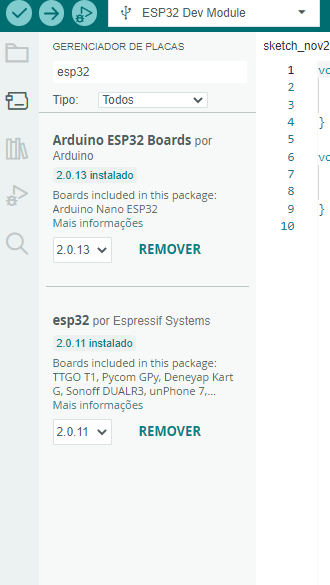 ESP32 Dev Module
GERENCIADOR DE PLACAS
sketch_nov2
esp32
Tipo: Todos
Arduino ESP32 Boards por
Arduino
2.0.13 instalado
Boards included in this package:
Arduino Nano ESP32
Mais informações
2.0.13 REMOVER
esp32 por Espressif Systems
2.0.11 instalado
Boards included in this package:
TTGO T1, Pycom GPy, Deneyap Kart
G, Sonoff DUALR3, unPhone 7,...
Mais informações
2.0.11 REMOVER
1 vo
2
3
4 }
5
6 vo
7
8
9 }
10